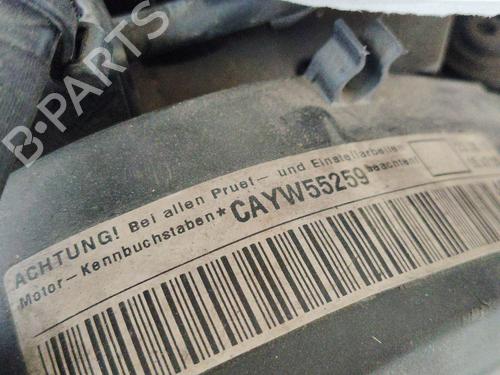 B-PARTS
ACHTUNG! Bei allen Pruef- und Einstellarbeiten
Motor-Kennbuchstaben* CAYW55259 beachten!